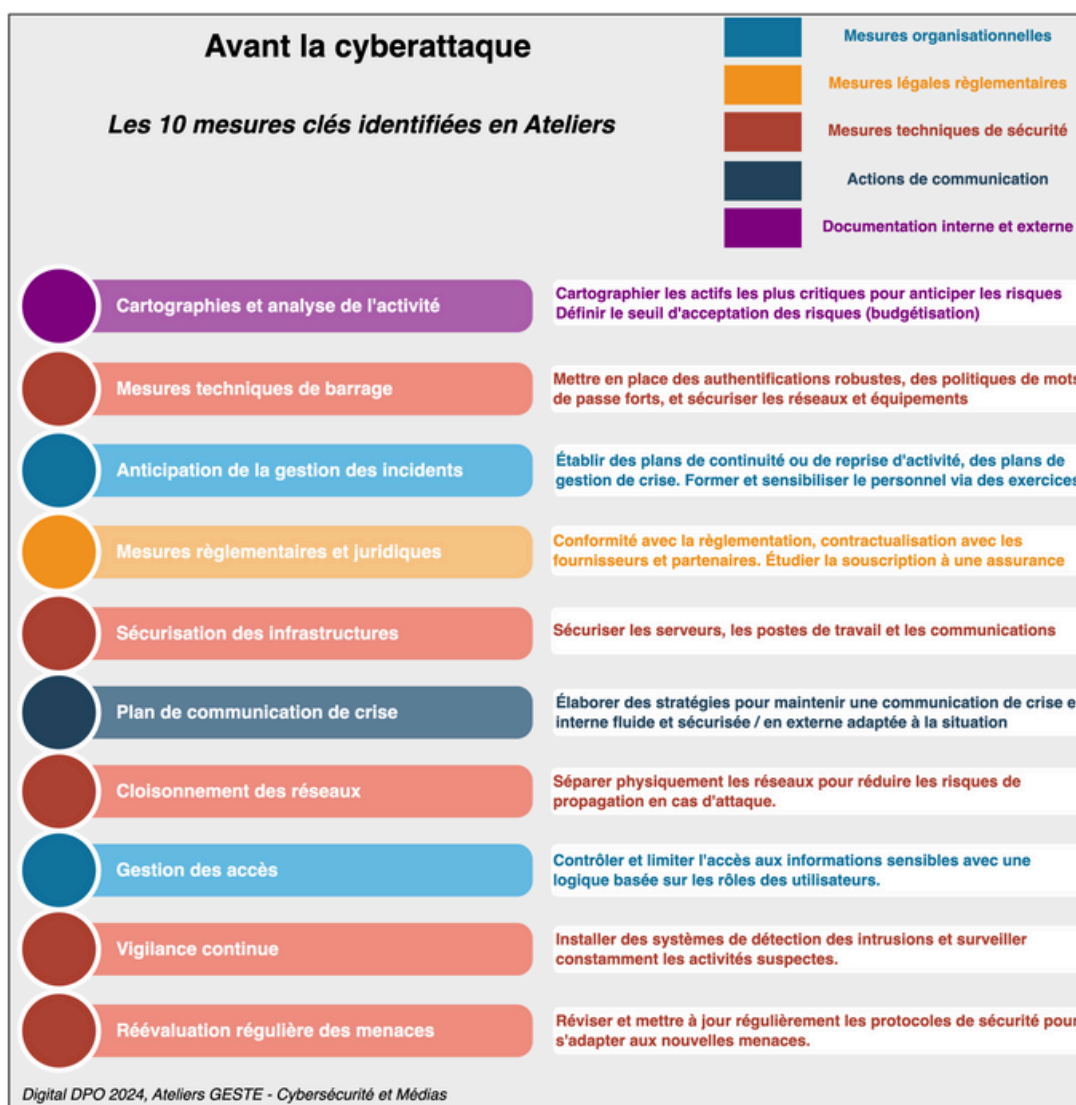 Avant la cyberattaque
Les 10 mesures clés identifiées en Ateliers
Mesures organisationnelles
Mesures légales règlementaires
Mesures techniques de sécurité
Actions de communication
Documentation interne et externe
Cartographies et analyse de l'activité
Cartographier les actifs les plus critiques pour anticiper les risques
Définir le seuil d'acceptation des risques (budgétisation)
Mesures techniques de barrage
Mettre en place des authentifications robustes, des politiques de mots
de passe forts, et sécuriser les réseaux et équipements
Anticipation de la gestion des incidents
Établir des plans de continuité ou de reprise d'activité, des plans de
gestion de crise. Former et sensibiliser le personnel via des exercices
Mesures règlementaires et juridiques
Conformité avec la règlementation, contractualisation avec les
fournisseurs et partenaires. Étudier la souscription à une assurance
Sécurisation des infrastructures
Sécuriser les serveurs, les postes de travail et les communications
Plan de communication de crise
Élaborer des stratégies pour maintenir une communication de crise e
interne fluide et sécurisée / en externe adaptée à la situation
Cloisonnement des réseaux
Séparer physiquement les réseaux pour réduire les risques de
propagation en cas d'attaque.
Gestion des accès
Contrôler et limiter l'accès aux informations sensibles avec une
logique basée sur les rôles des utilisateurs.
Vigilance continue
Installer des systèmes de détection des intrusions et surveiller
constamment les activités suspectes.
Réévaluation régulière des menaces
Réviser et mettre à jour régulièrement les protocoles de sécurité pour
s'adapter aux nouvelles menaces.
Digital DPO 2024, Ateliers GESTE - Cybersécurité et Médias